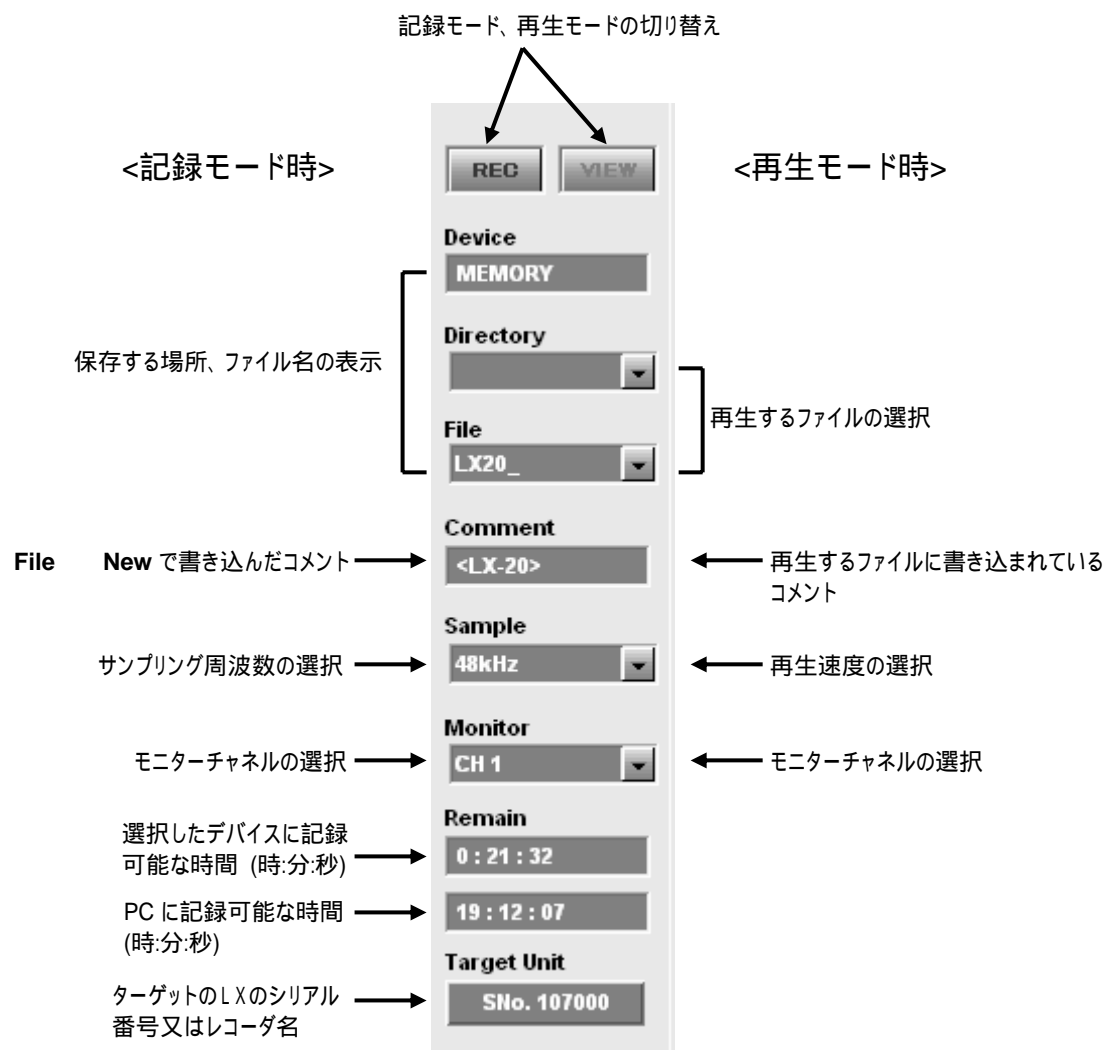 記録モード、再生モードの切り替え
<記録モード時>
REC
VIEW
<再生モード時>
Device
MEMORY
Directory
保存する場所、ファイル名の表示
再生するファイルの選択
File
LX20_
Comment
File New で書き込んだコメント
<LX-20>
再生するファイルに書き込まれている
コメント
Sample
サンプリング周波数の選択
48kHz
再生速度の選択
Monitor
モニターチャネルの選択
CH 1
モニターチャネルの選択
Remain
選択したデバイスに記録
可能な時間 (時:分:秒)
0 : 21 : 32
PC に記録可能な時間
(時:分:秒)
19 : 12 : 07
Target Unit
ターゲットのLXのシリアル
番号又はレコーダ名
SNo. 107000